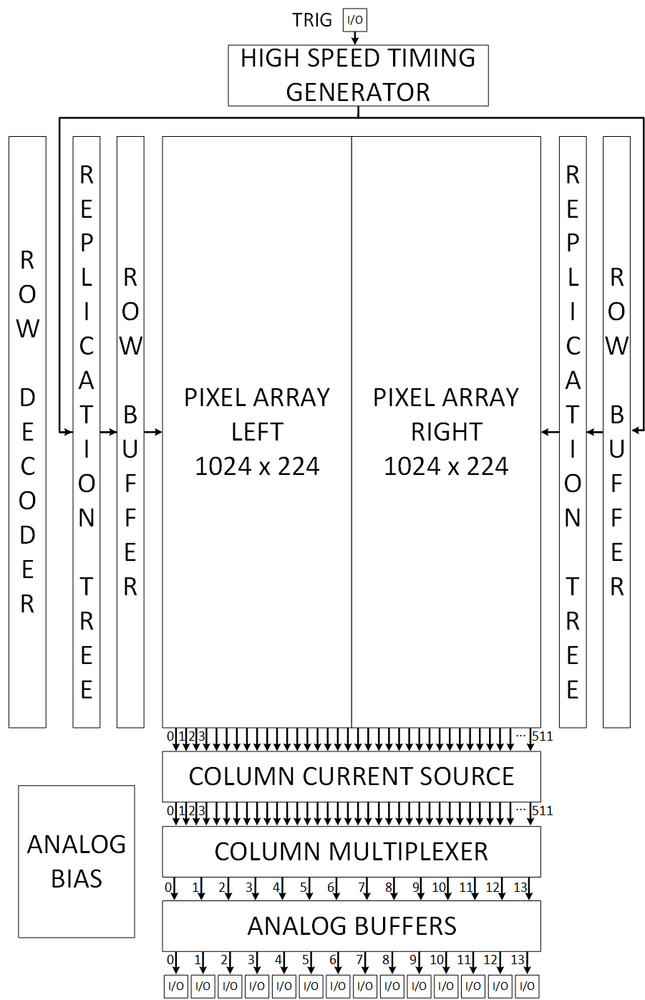 TRIG I/O
HIGH SPEED TIMING
GENERATOR
ROW DECODER
REPLICATION TREE
ROW BUFFER
PIXEL ARRAY
LEFT
1024 x 224
PIXEL ARRAY
RIGHT
1024 x 224
REPLICATION TREE
ROW BUFFER
0 1 2 3 ... 511
COLUMN CURRENT SOURCE
0 1 2 3 ... 511
COLUMN MULTIPLEXER
0 1 2 3 4 5 6 7 8 9 10 11 12 13
ANALOG BUFFERS
0 1 2 3 4 5 6 7 8 9 10 11 12 13
I/O I/O I/O I/O I/O I/O I/O I/O I/O I/O I/O I/O I/O I/O
ANALOG
BIAS